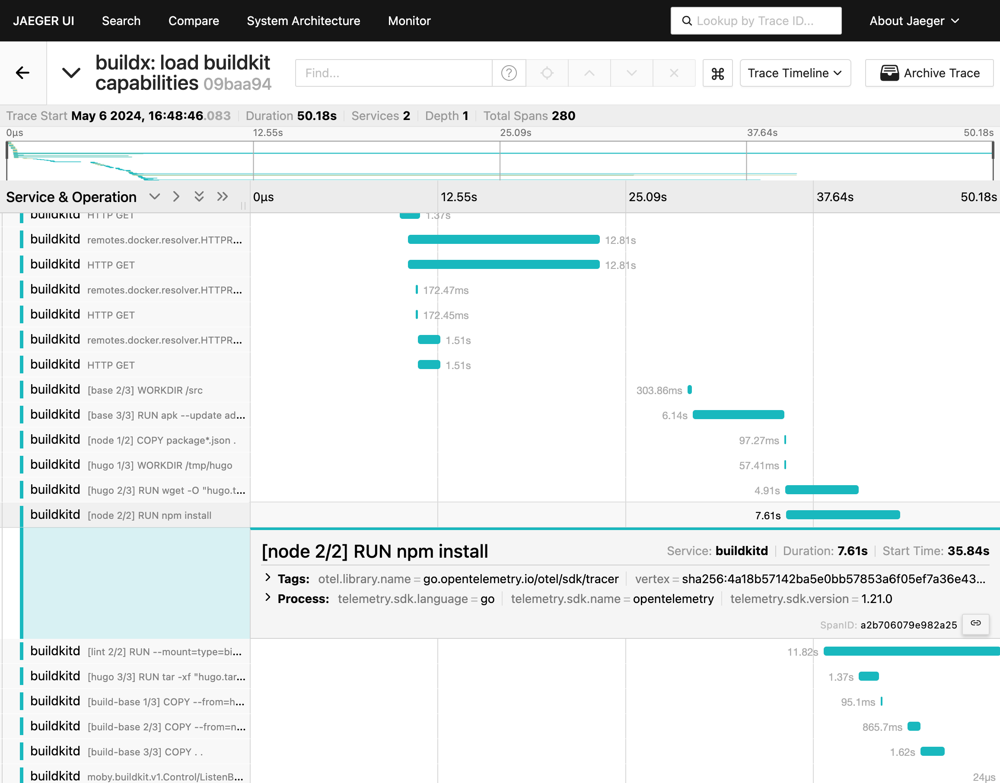 JAEGER UI Search Compare System Architecture Monitor Lookup by Trace ID... About Jaeger
buildx: load buildkit
capabilities 09baa94
Find... Trace Timeline Archive Trace
Trace Start May 6 2024, 16:48:46.083 Duration 50.18s Services 2 Depth 1 Total Spans 280
0μs 12.55s 25.09s 37.64s 50.18s
Service & Operation 0μs 12.55s 25.09s 37.64s 50.18s
buildkitd HTTP GET 1.37s
buildkitd remotes.docker.resolver.HTTPR... 12.81s
buildkitd HTTP GET 12.81s
buildkitd remotes.docker.resolver.HTTPR... 172.47ms
buildkitd HTTP GET 172.45ms
buildkitd remotes.docker.resolver.HTTPR... 1.51s
buildkitd HTTP GET 1.51s
buildkitd [base 2/3] WORKDIR /src 303.86ms
buildkitd [base 3/3] RUN apk --update ad... 6.14s
buildkitd [node 1/2] COPY package*.json . 97.27ms
buildkitd [hugo 1/3] WORKDIR /tmp/hugo 57.41ms
buildkitd [hugo 2/3] RUN wget -O "hugo.t... 4.91s
buildkitd [node 2/2] RUN npm install 7.61s
[node 2/2] RUN npm install Service: buildkitd Duration: 7.61s Start Time: 35.84s
Tags: otel.library.name = go.opentelemetry.io/otel/sdk/tracer vertex = sha256:4a18b57142ba5e0bb57853a6f05ef7a36e43...
Process: telemetry.sdk.language = go telemetry.sdk.name = opentelemetry telemetry.sdk.version = 1.21.0
SpanID: a2b706079e982a25
buildkitd [lint 2/2] RUN --mount=type=bi... 11.82s
buildkitd [hugo 3/3] RUN tar -xf "hugo.tar... 1.37s
buildkitd [build-base 1/3] COPY --from=h... 95.1ms
buildkitd [build-base 2/3] COPY --from=n... 865.7ms
buildkitd [build-base 3/3] COPY . . 1.62s
buildkitd moby.buildkit.v1.Control/ListenB... 24μs